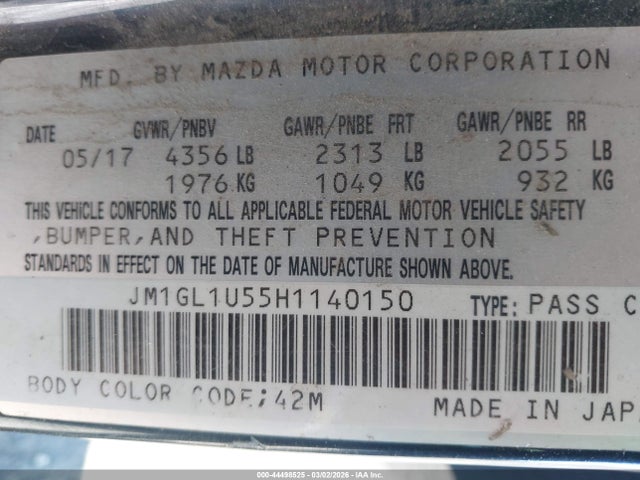 MFD. BY MAZDA MOTOR CORPORATION
DATE GVWR/PNBV GAWR/PNBE FRT GAWR/PNBE RR
05/17 4356 LB 2313 LB 2055 LB
1976 KG 1049 KG 932 KG
THIS VEHICLE CONFORMS TO ALL APPLICABLE FEDERAL MOTOR VEHICLE SAFETY
,BUMPER,AND THEFT PREVENTION
STANDARDS IN EFFECT ON THE DATE OF MANUFACTURE SHOWN ABOVE.
JM1GL1U55H1140150 TYPE: PASS C
BODY COLOR CODE;42M MADE IN JAP
000-44498525 - 03/02/2026 - IAAI, Inc.